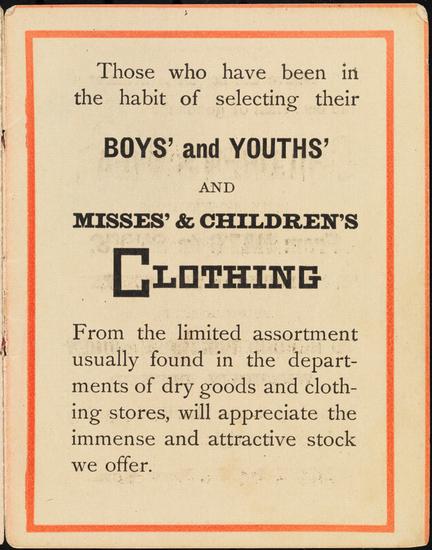 Those who have been in
the habit of selecting their
BOYS' and YOUTHS'
AND
MISSES' & CHILDREN'S
CLOTHING
From the limited assortment
usually found in the depart-
ments of dry goods and cloth-
ing stores, will appreciate the
immense and attractive stock
we offer.